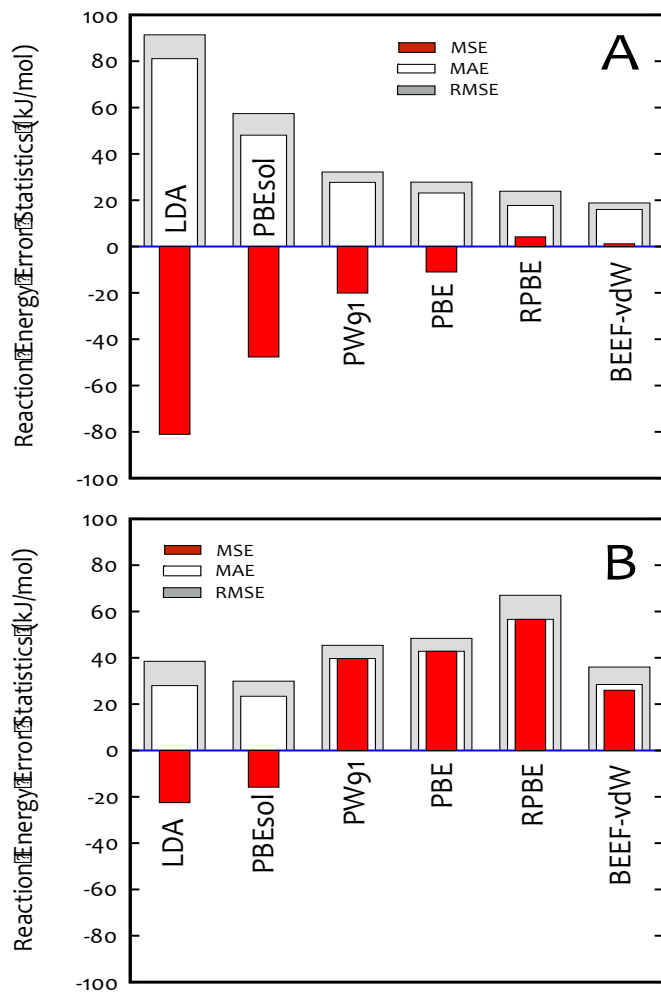 100
80
60
40
20
0
-20
-40
-60
-80
-100
Reaction�Energy�Error�Statistics�(kJ/mol)
MSE
MAE
RMSE
A
LDA
PBEsol
PW91
PBE
RPBE
BEEF-vdW
100
80
60
40
20
0
-20
-40
-60
-80
-100
Reaction�Energy�Error�Statistics�(kJ/mol)
MSE
MAE
RMSE
B
LDA
PBEsol
PW91
PBE
RPBE
BEEF-vdW